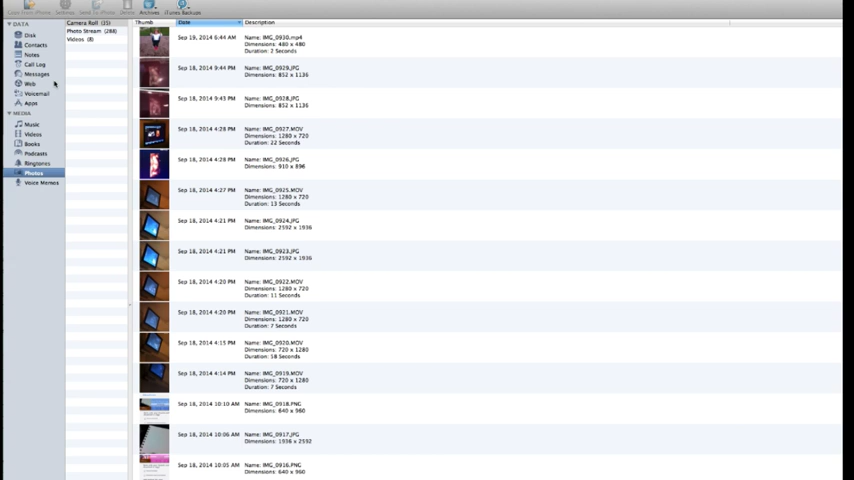 Copy From iPhone Settings Send To iPhone Delete Archives iTunes Backups
DATA
Disk
Contacts
Notes
Call Log
Messages
Web
Voicemail
Apps
MEDIA
Music
Videos
Books
Podcasts
Ringtones
Photos
Voice Memos
Camera Roll (35)
Photo Stream (288)
Videos (8)
Thumb Date Description
Sep 19, 2014 6:44 AM
Name: IMG_0930.mp4
Dimensions: 480 x 480
Duration: 2 Seconds
Sep 18, 2014 9:44 PM
Name: IMG_0929.JPG
Dimensions: 852 x 1136
Sep 18, 2014 9:43 PM
Name: IMG_0928.JPG
Dimensions: 852 x 1136
Sep 18, 2014 4:28 PM
Name: IMG_0927.MOV
Dimensions: 1280 x 720
Duration: 22 Seconds
Sep 18, 2014 4:28 PM
Name: IMG_0926.JPG
Dimensions: 910 x 896
Sep 18, 2014 4:27 PM
Name: IMG_0925.MOV
Dimensions: 1280 x 720
Duration: 13 Seconds
Sep 18, 2014 4:21 PM
Name: IMG_0924.JPG
Dimensions: 2592 x 1936
Sep 18, 2014 4:21 PM
Name: IMG_0923.JPG
Dimensions: 2592 x 1936
Sep 18, 2014 4:20 PM
Name: IMG_0922.MOV
Dimensions: 1280 x 720
Duration: 11 Seconds
Sep 18, 2014 4:20 PM
Name: IMG_0921.MOV
Dimensions: 1280 x 720
Duration: 7 Seconds
Sep 18, 2014 4:15 PM
Name: IMG_0920.MOV
Dimensions: 720 x 1280
Duration: 58 Seconds
Sep 18, 2014 4:14 PM
Name: IMG_0919.MOV
Dimensions: 720 x 1280
Duration: 7 Seconds
Sep 18, 2014 10:10 AM
Name: IMG_0918.PNG
Dimensions: 640 x 960
Sep 18, 2014 10:06 AM
Name: IMG_0917.JPG
Dimensions: 1936 x 2592
Sep 18, 2014 10:05 AM
Name: IMG_0916.PNG
Dimensions: 640 x 960